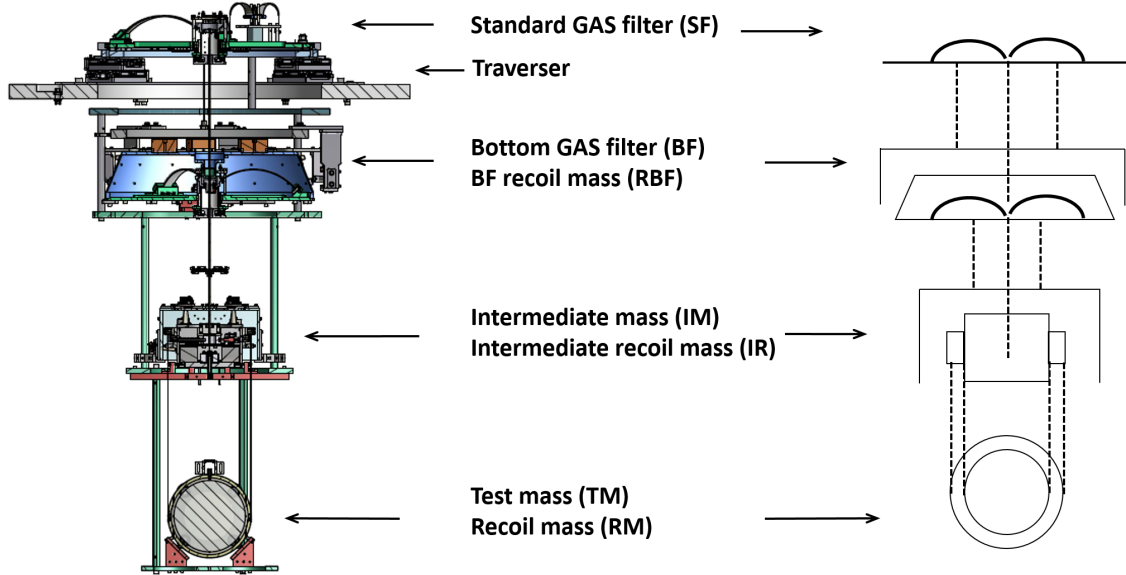 Standard GAS filter (SF)
Traverser
Bottom GAS filter (BF)
BF recoil mass (RBF)
Intermediate mass (IM)
Intermediate recoil mass (IR)
Test mass (TM)
Recoil mass (RM)